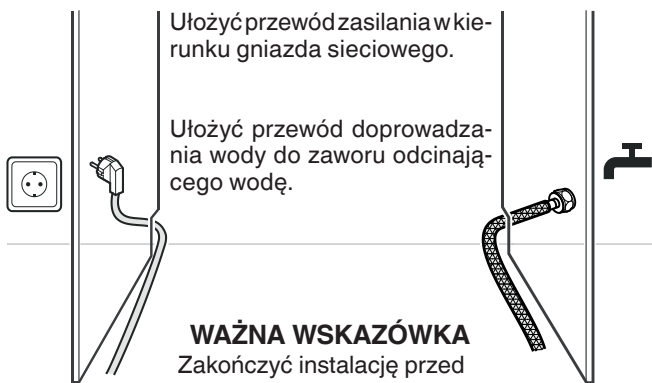 Ułożyć przewód zasilania w kie-
runku gniazda sieciowego.
Ułożyć przewód doprowadza-
nia wody do zaworu odcinają-
cego wodę.
WAŻNA WSKAZÓWKA
Zakończyć instalację przed